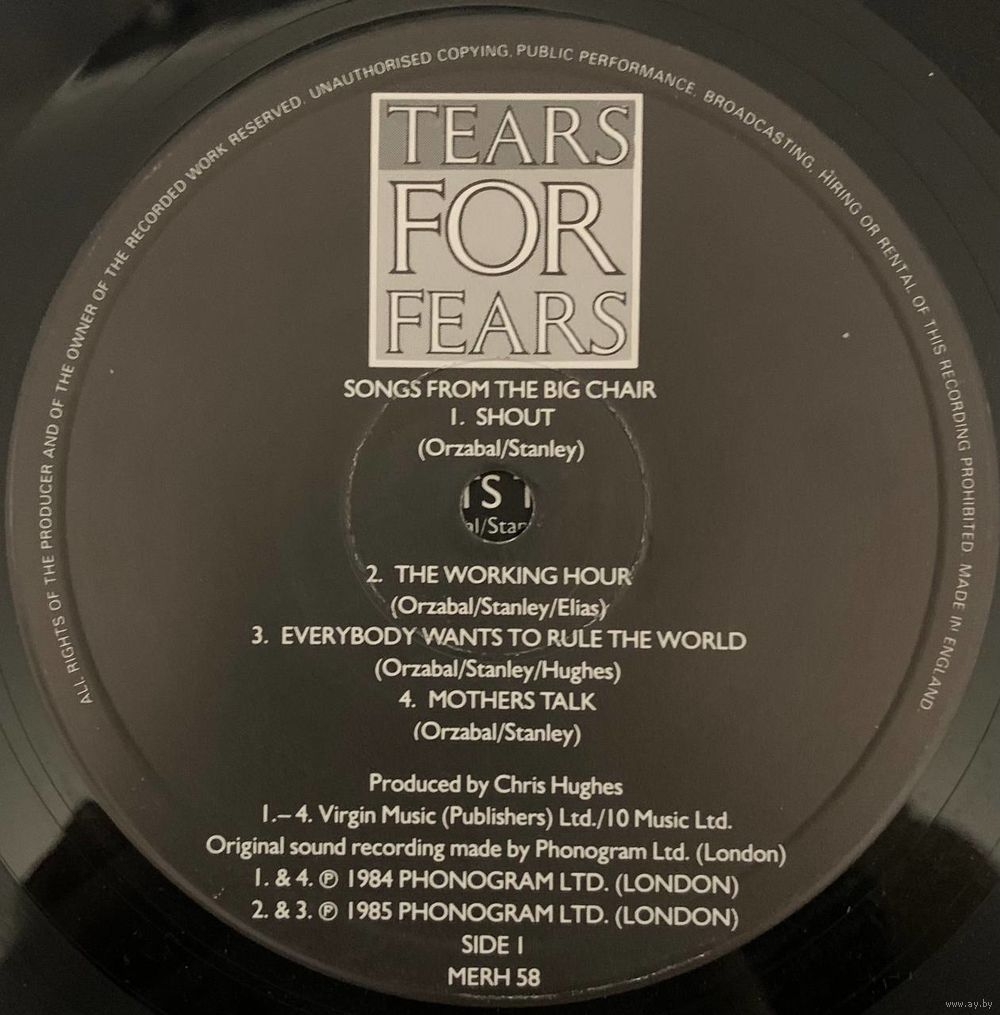 ALL RIGHTS OF THE PRODUCER AND OF THE OWNER OF THE RECORDED WORK RESERVED. UNAUTHORISED COPYING, PUBLIC PERFORMANCE, BROADCASTING, HIRING OR RENTAL OF THIS RECORDING PROHIBITED. MADE IN ENGLAND.
TEARS
FOR
FEARS
SONGS FROM THE BIG CHAIR
1. SHOUT
(Orzabal/Stanley)
2. THE WORKING HOUR
(Orzabal/Stanley/Elias)
3. EVERYBODY WANTS TO RULE THE WORLD
(Orzabal/Stanley/Hughes)
4. MOTHERS TALK
(Orzabal/Stanley)
Produced by Chris Hughes
1.–4. Virgin Music (Publishers) Ltd./10 Music Ltd.
Original sound recording made by Phonogram Ltd. (London)
1. & 4. ℗ 1984 PHONOGRAM LTD. (LONDON)
2. & 3. ℗ 1985 PHONOGRAM LTD. (LONDON)
SIDE 1
MERH 58
www.ay.by